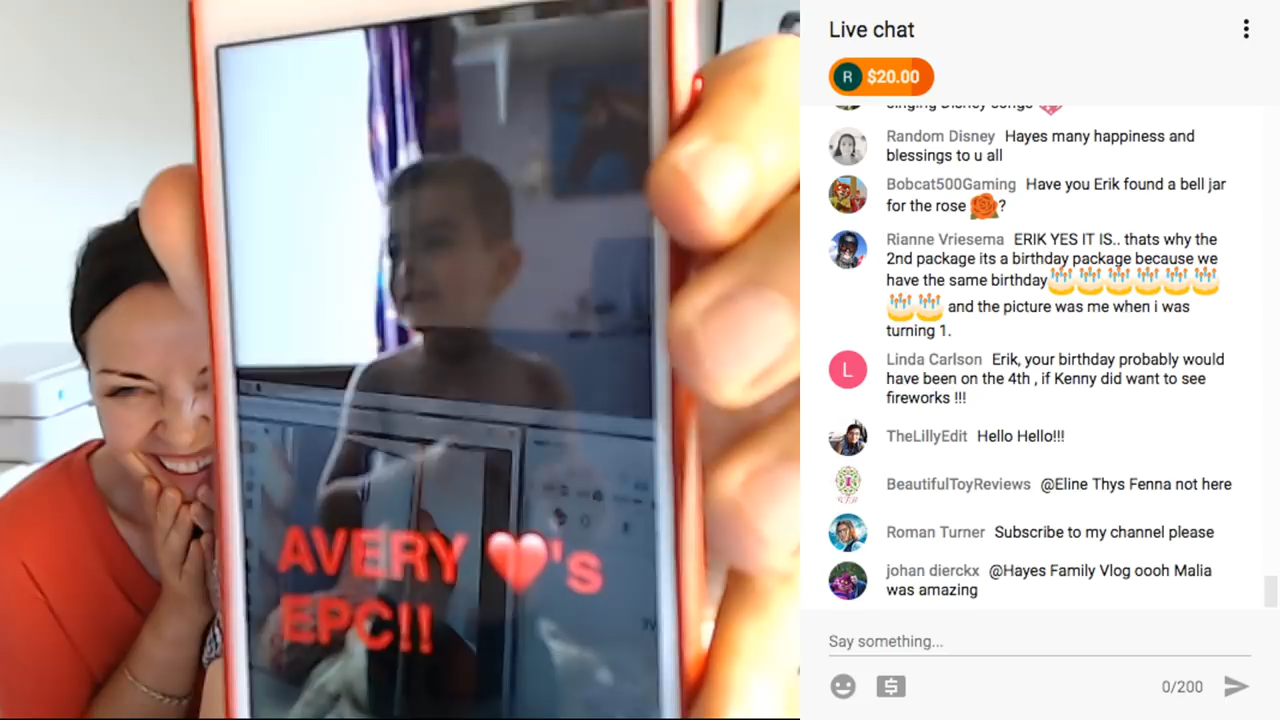 AVERY ❤'s
EPC!!
Live chat
R $20.00
singing Disney songs
Random Disney Hayes many happiness and
blessings to u all
Bobcat500Gaming Have you Erik found a bell jar
for the rose 🌹?
Rianne Vriesema ERIK YES IT IS.. thats why the
2nd package its a birthday package because we
have the same birthday🎂🎂🎂🎂🎂🎂
🎂🎂 and the picture was me when i was
turning 1.
Linda Carlson Erik, your birthday probably would
L
have been on the 4th , if Kenny did want to see
fireworks !!!
TheLillyEdit Hello Hello!!!
BeautifulToyReviews @Eline Thys Fenna not here
Roman Turner Subscribe to my channel please
johan dierckx @Hayes Family Vlog oooh Malia
was amazing
Say something...
0/200